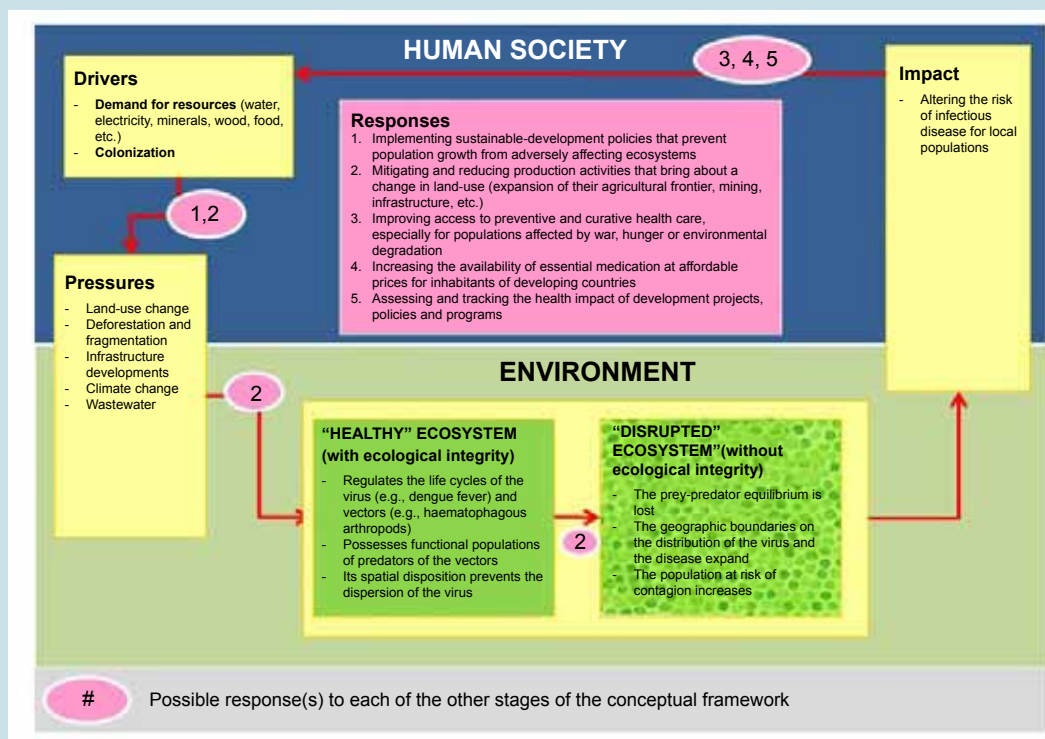 HUMAN SOCIETY
3, 4, 5
Drivers
- Demand for resources (water,
electricity, minerals, wood, food,
etc.)
- Colonization
Impact
- Altering the risk
of infectious
disease for local
populations
Responses
1. Implementing sustainable-development policies that prevent
population growth from adversely affecting ecosystems
2. Mitigating and reducing production activities that bring about a
change in land-use (expansion of their agricultural frontier, mining,
infrastructure, etc.)
3. Improving access to preventive and curative health care,
especially for populations affected by war, hunger or environmental
degradation
4. Increasing the availability of essential medication at affordable
prices for inhabitants of developing countries
5. Assessing and tracking the health impact of development projects,
policies and programs
1,2
Pressures
- Land-use change
- Deforestation and
fragmentation
- Infrastructure
developments
- Climate change
- Wastewater
ENVIRONMENT
2
"HEALTHY" ECOSYSTEM
(with ecological integrity)
- Regulates the life cycles of the
virus (e.g., dengue fever) and
vectors (e.g., haematophagous
arthropods)
- Possesses functional populations
of predators of the vectors
- Its spatial disposition prevents the
dispersion of the virus
2
“DISRUPTED”
ECOSYSTEM”(without
ecological integrity)
- The prey-predator equilibrium is
lost
- The geographic boundaries on
the distribution of the virus and
the disease expand
- The population at risk of
contagion increases
# Possible response(s) to each of the other stages of the conceptual framework